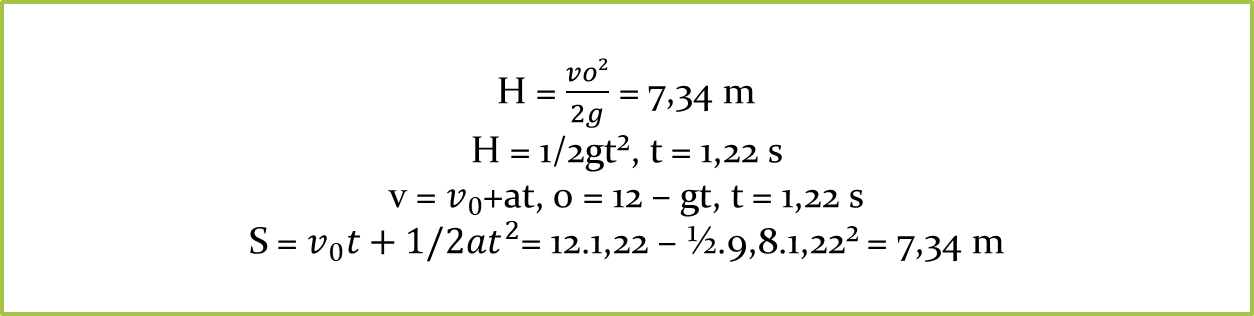 H = vo²/2g = 7,34 m
H = 1/2gt², t = 1,22 s
v = v₀+at, 0 = 12 – gt, t = 1,22 s
S = v₀t + 1/2at²= 12.1,22 – ½.9,8.1,22² = 7,34 m